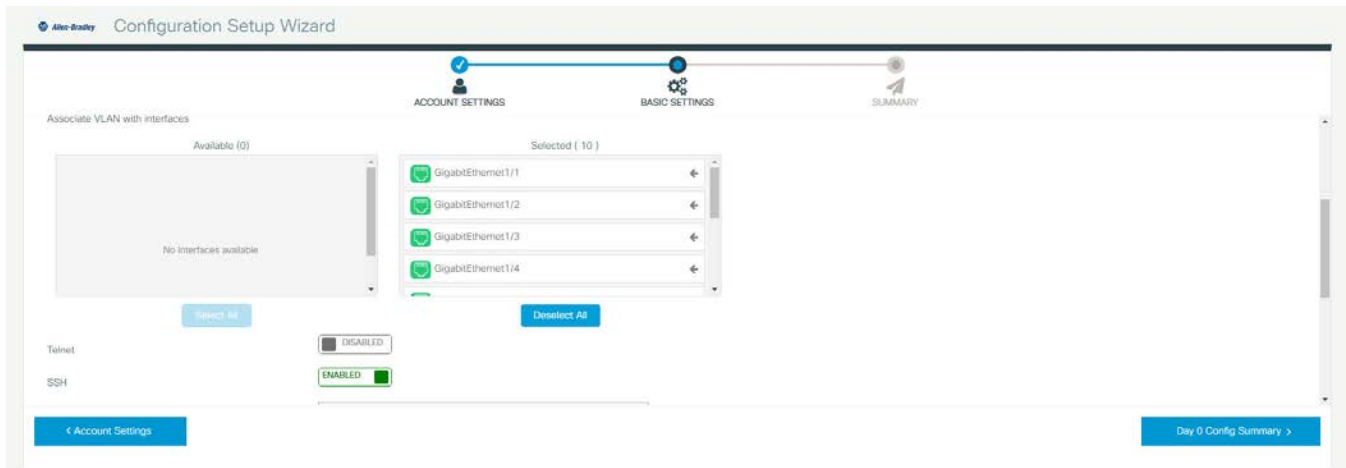 Allen-Bradley Configuration Setup Wizard
ACCOUNT SETTINGS BASIC SETTINGS SUMMARY
Associate VLAN with interfaces
Available (0) Selected ( 10 )
GigabitEthernet1/1
GigabitEthernet1/2
GigabitEthernet1/3
No interfaces available
GigabitEthernet1/4
Select All Deselect All
Telnet DISABLED
SSH ENABLED
< Account Settings Day 0 Config Summary >